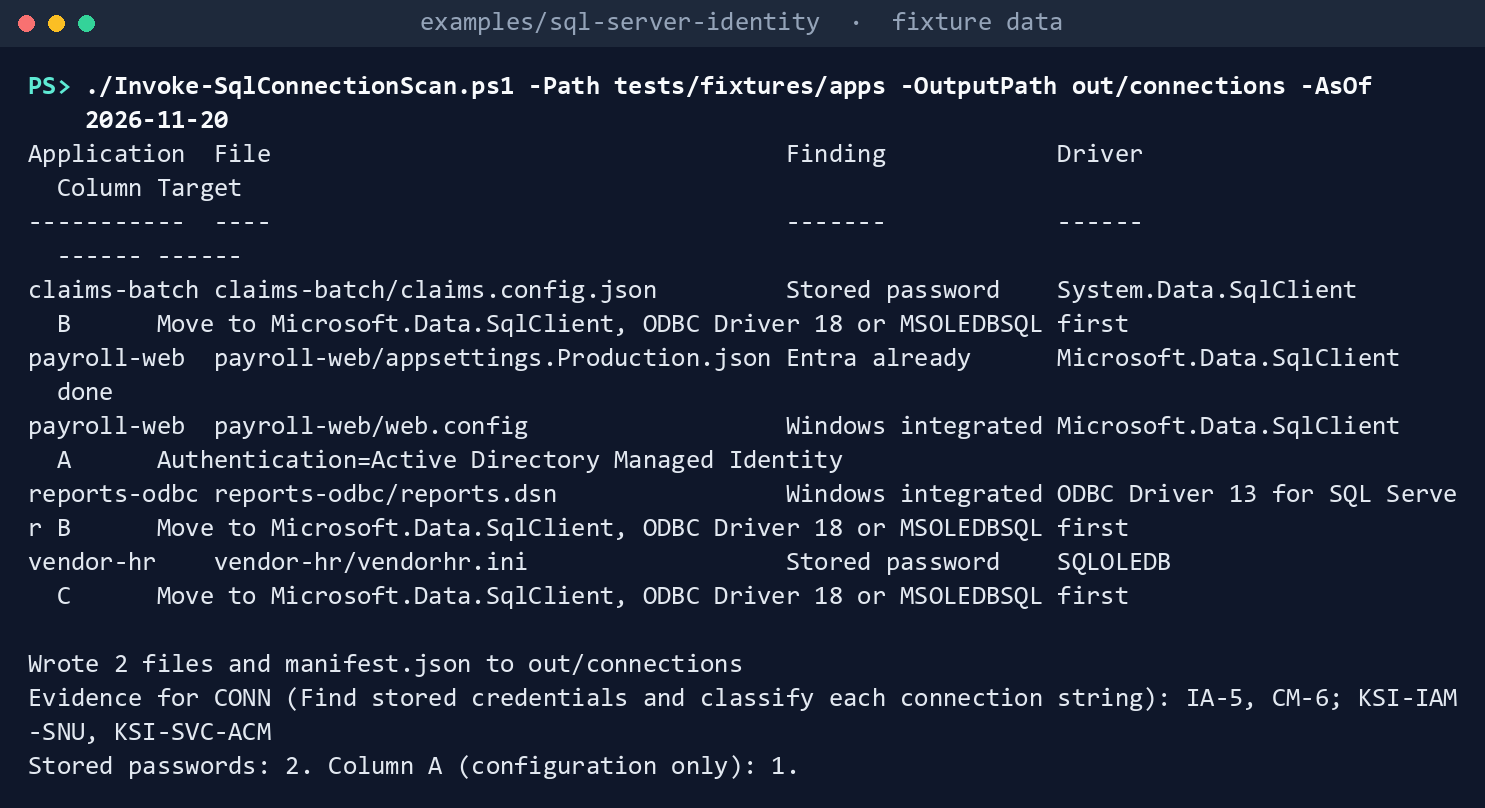 examples/sql-server-identity  ·  fixture data
PS> ./Invoke-SqlConnectionScan.ps1 -Path tests/fixtures/apps -OutputPath out/connections -AsOf
    2026-11-20
Application  File                                    Finding            Driver
  Column Target
-----------  ----                                    -------            ------
  ------ ------
claims-batch claims-batch/claims.config.json         Stored password    System.Data.SqlClient
  B      Move to Microsoft.Data.SqlClient, ODBC Driver 18 or MSOLEDBSQL first
payroll-web  payroll-web/appsettings.Production.json Entra already      Microsoft.Data.SqlClient
  done
payroll-web  payroll-web/web.config                  Windows integrated Microsoft.Data.SqlClient
  A      Authentication=Active Directory Managed Identity
reports-odbc reports-odbc/reports.dsn                Windows integrated ODBC Driver 13 for SQL Serve
r B      Move to Microsoft.Data.SqlClient, ODBC Driver 18 or MSOLEDBSQL first
vendor-hr    vendor-hr/vendorhr.ini                  Stored password    SQLOLEDB
  C      Move to Microsoft.Data.SqlClient, ODBC Driver 18 or MSOLEDBSQL first
Wrote 2 files and manifest.json to out/connections
Evidence for CONN (Find stored credentials and classify each connection string): IA-5, CM-6; KSI-IAM
-SNU, KSI-SVC-ACM
Stored passwords: 2. Column A (configuration only): 1.